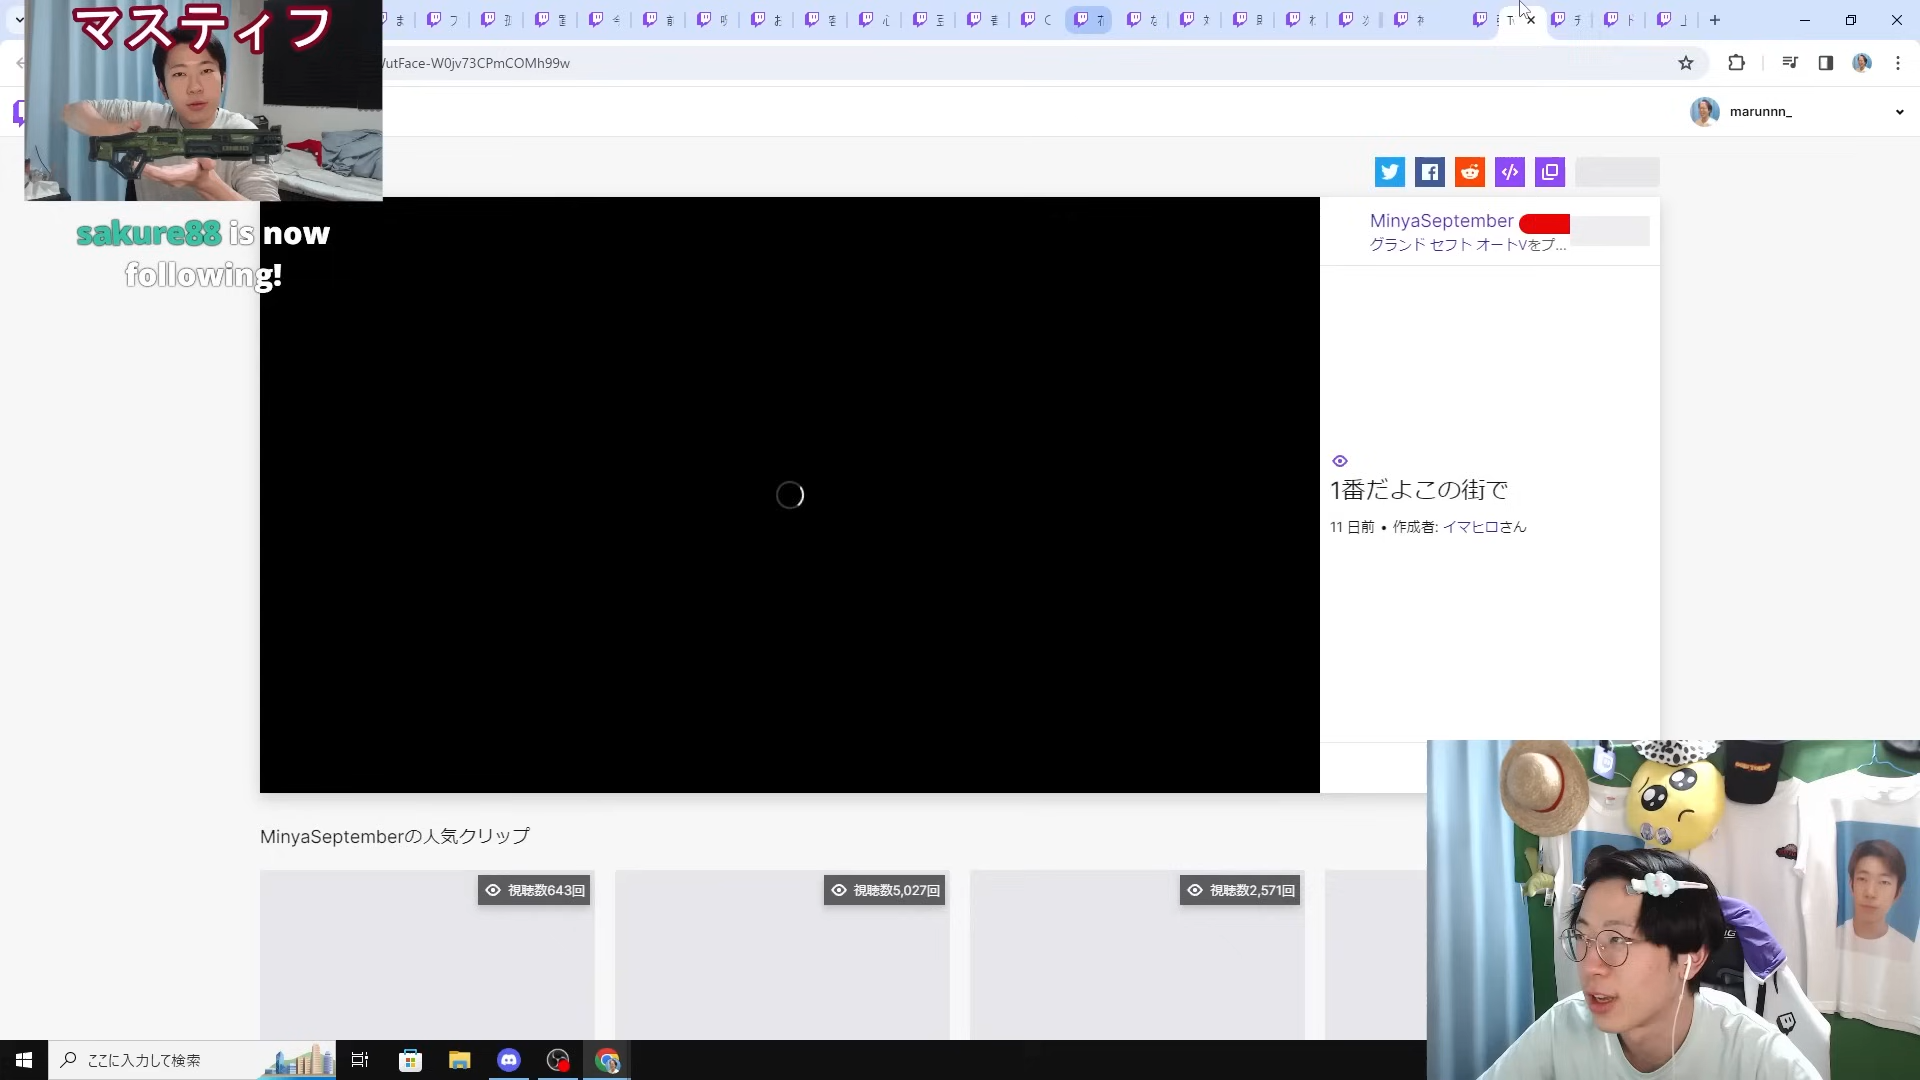 マスティフ
utFace-W0jv73CPmCOMh99w
marunnn_
sakure88 is now
following!
MinyaSeptember
グランド セフト オートVをプ...
1番だよこの街で
11 日前 • 作成者: イマヒロさん
MinyaSeptemberの人気クリップ
視聴数643回
視聴数5,027回
視聴数2,571回
ここに入力して検索